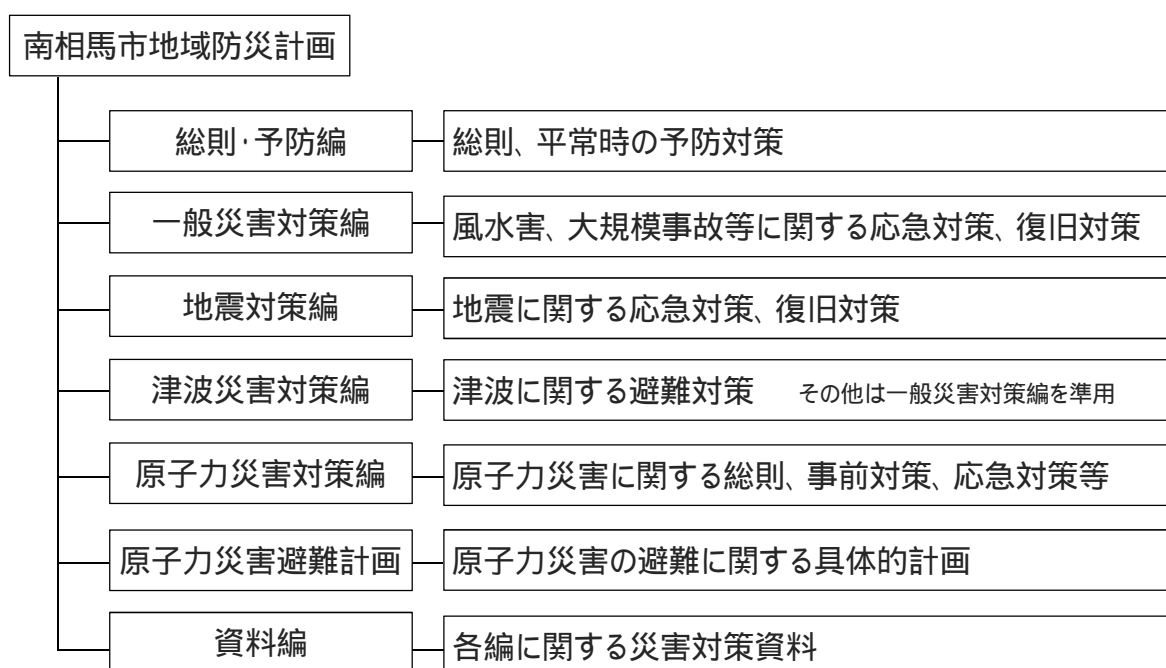 南相馬市地域防災計画
総則・予防編 総則、平常時の予防対策
一般災害対策編 風水害、大規模事故等に関する応急対策、復旧対策
地震対策編 地震に関する応急対策、復旧対策
津波災害対策編 津波に関する避難対策 その他は一般災害対策編を準用
原子力災害対策編 原子力災害に関する総則、事前対策、応急対策等
原子力災害避難計画 原子力災害の避難に関する具体的計画
資料編 各編に関する災害対策資料